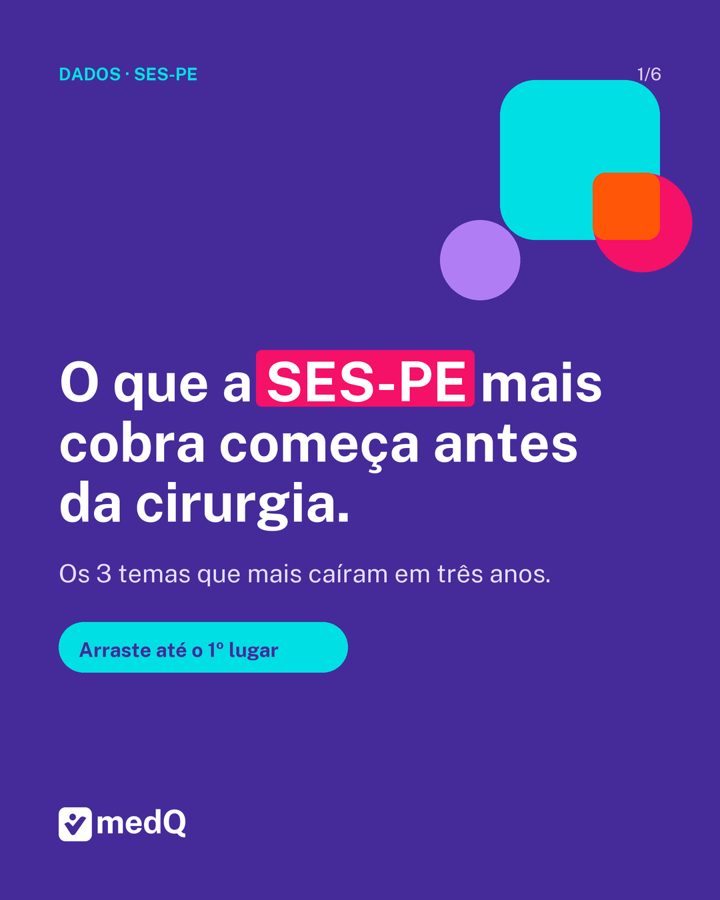 DADOS · SES-PE
1/6
O que a SES-PE mais
cobra começa antes
da cirurgia.
Os 3 temas que mais caíram em três anos.
Arraste até o 1º lugar
medQ